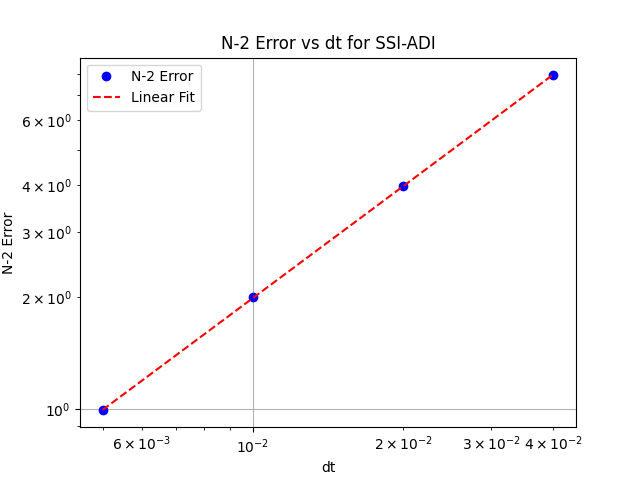 N-2 Error vs dt for SSI-ADI
N-2 Error
Linear Fit
N-2 Error
6 × 10⁰
4 × 10⁰
3 × 10⁰
2 × 10⁰
10⁰
6 × 10⁻³
10⁻²
2 × 10⁻²
3 × 10⁻²
4 × 10⁻²
dt